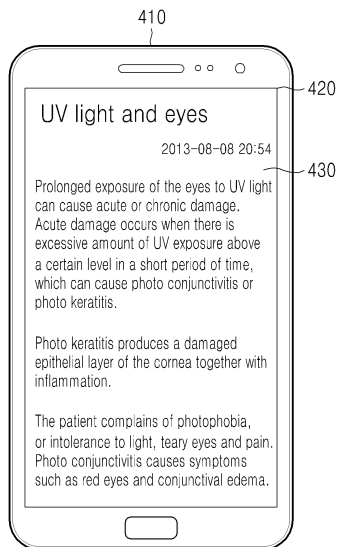 410
420
UV light and eyes
2013-08-08 20:54
430
Prolonged exposure of the eyes to UV light
can cause acute or chronic damage.
Acute damage occurs when there is
excessive amount of UV exposure above
a certain level in a short period of time,
which can cause photo conjunctivitis or
photo keratitis.
Photo keratitis produces a damaged
epithelial layer of the cornea together with
inflammation.
The patient complains of photophobia,
or intolerance to light, teary eyes and pain.
Photo conjunctivitis causes symptoms
such as red eyes and conjunctival edema.